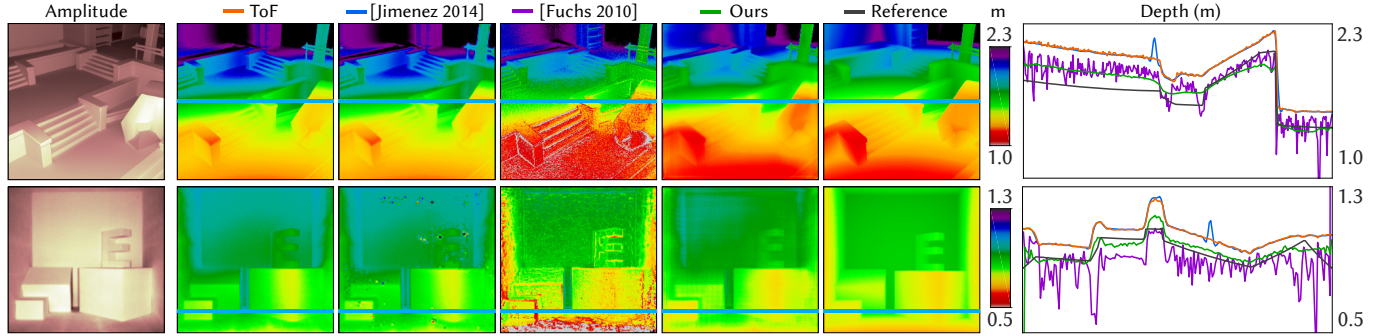 Amplitude ToF [Jimenez 2014] [Fuchs 2010] Ours Reference m Depth (m)
2.3 2.3
1.0 1.0
1.3 1.3
m
E
0.5 0.5